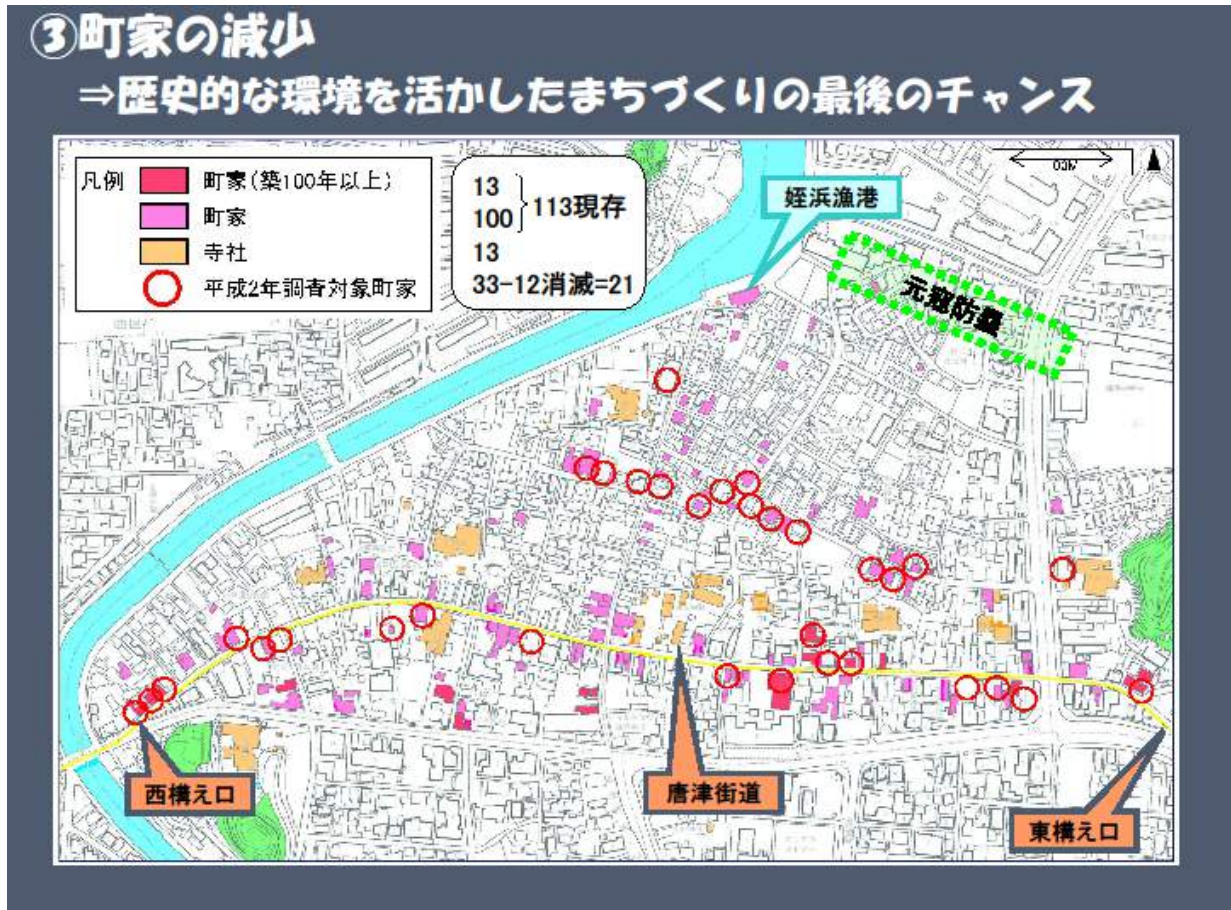 ③町家の減少
⇒歴史的な環境を活かしたまちづくりの最後のチャンス
凡例
町家(築100年以上)
町家
寺社
平成2年調査対象町家
13
100
113現存
13
33-12消滅=21
姪浜漁港
元寇防塁
西構え口
唐津街道
東構え口